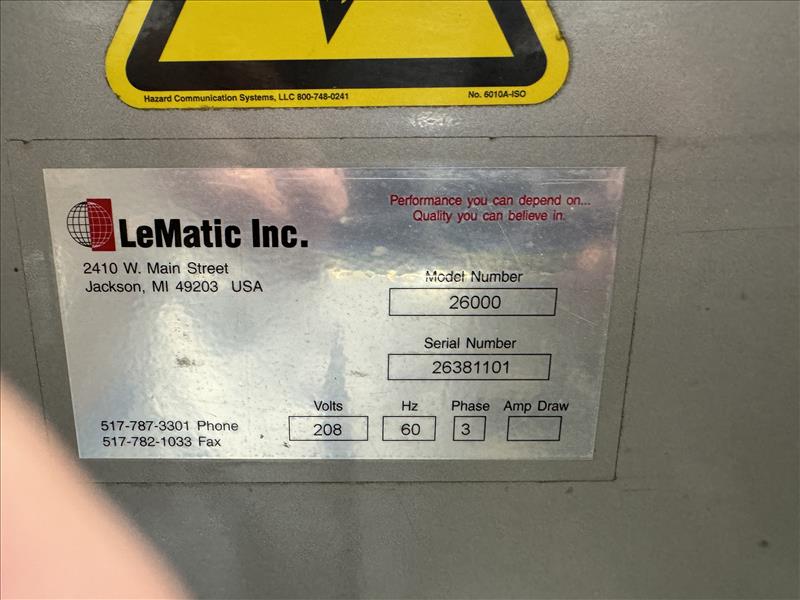 Hazard Communication Systems, LLC 800-748-0241
No. 6010A-ISO
LeMatic Inc.
2410 W. Main Street
Jackson, MI 49203 USA
Performance you can depend on...
Quality you can believe in.
Model Number
26000
Serial Number
26381101
Volts Hz Phase Amp Draw
208 60 3
517-787-3301 Phone
517-782-1033 Fax